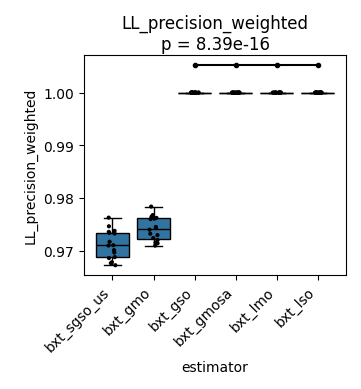 LL_precision_weighted
p = 8.39e-16
LL_precision_weighted
1.00
0.99
0.98
0.97
bxt_sgso_us
bxt_gmo
bxt_gso
bxt_gmosa
bxt_lmo
bxt_lso
estimator